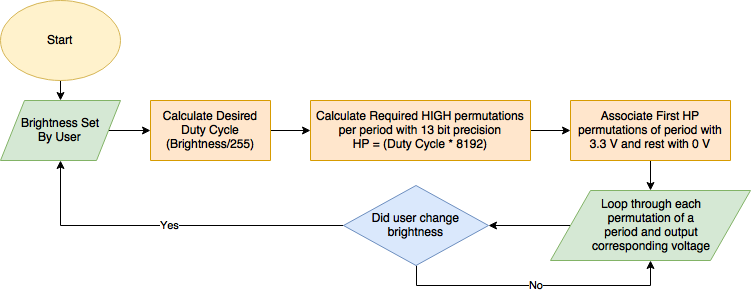 Start
Brightness Set
By User
Calculate Desired
Duty Cycle
(Brightness/255)
Calculate Required HIGH permutations
per period with 13 bit precision
HP = (Duty Cycle * 8192)
Associate First HP
permutations of period with
3.3 V and rest with 0 V
Loop through each
permutation of a
period and output
corresponding voltage
Did user change
brightness
Yes
No